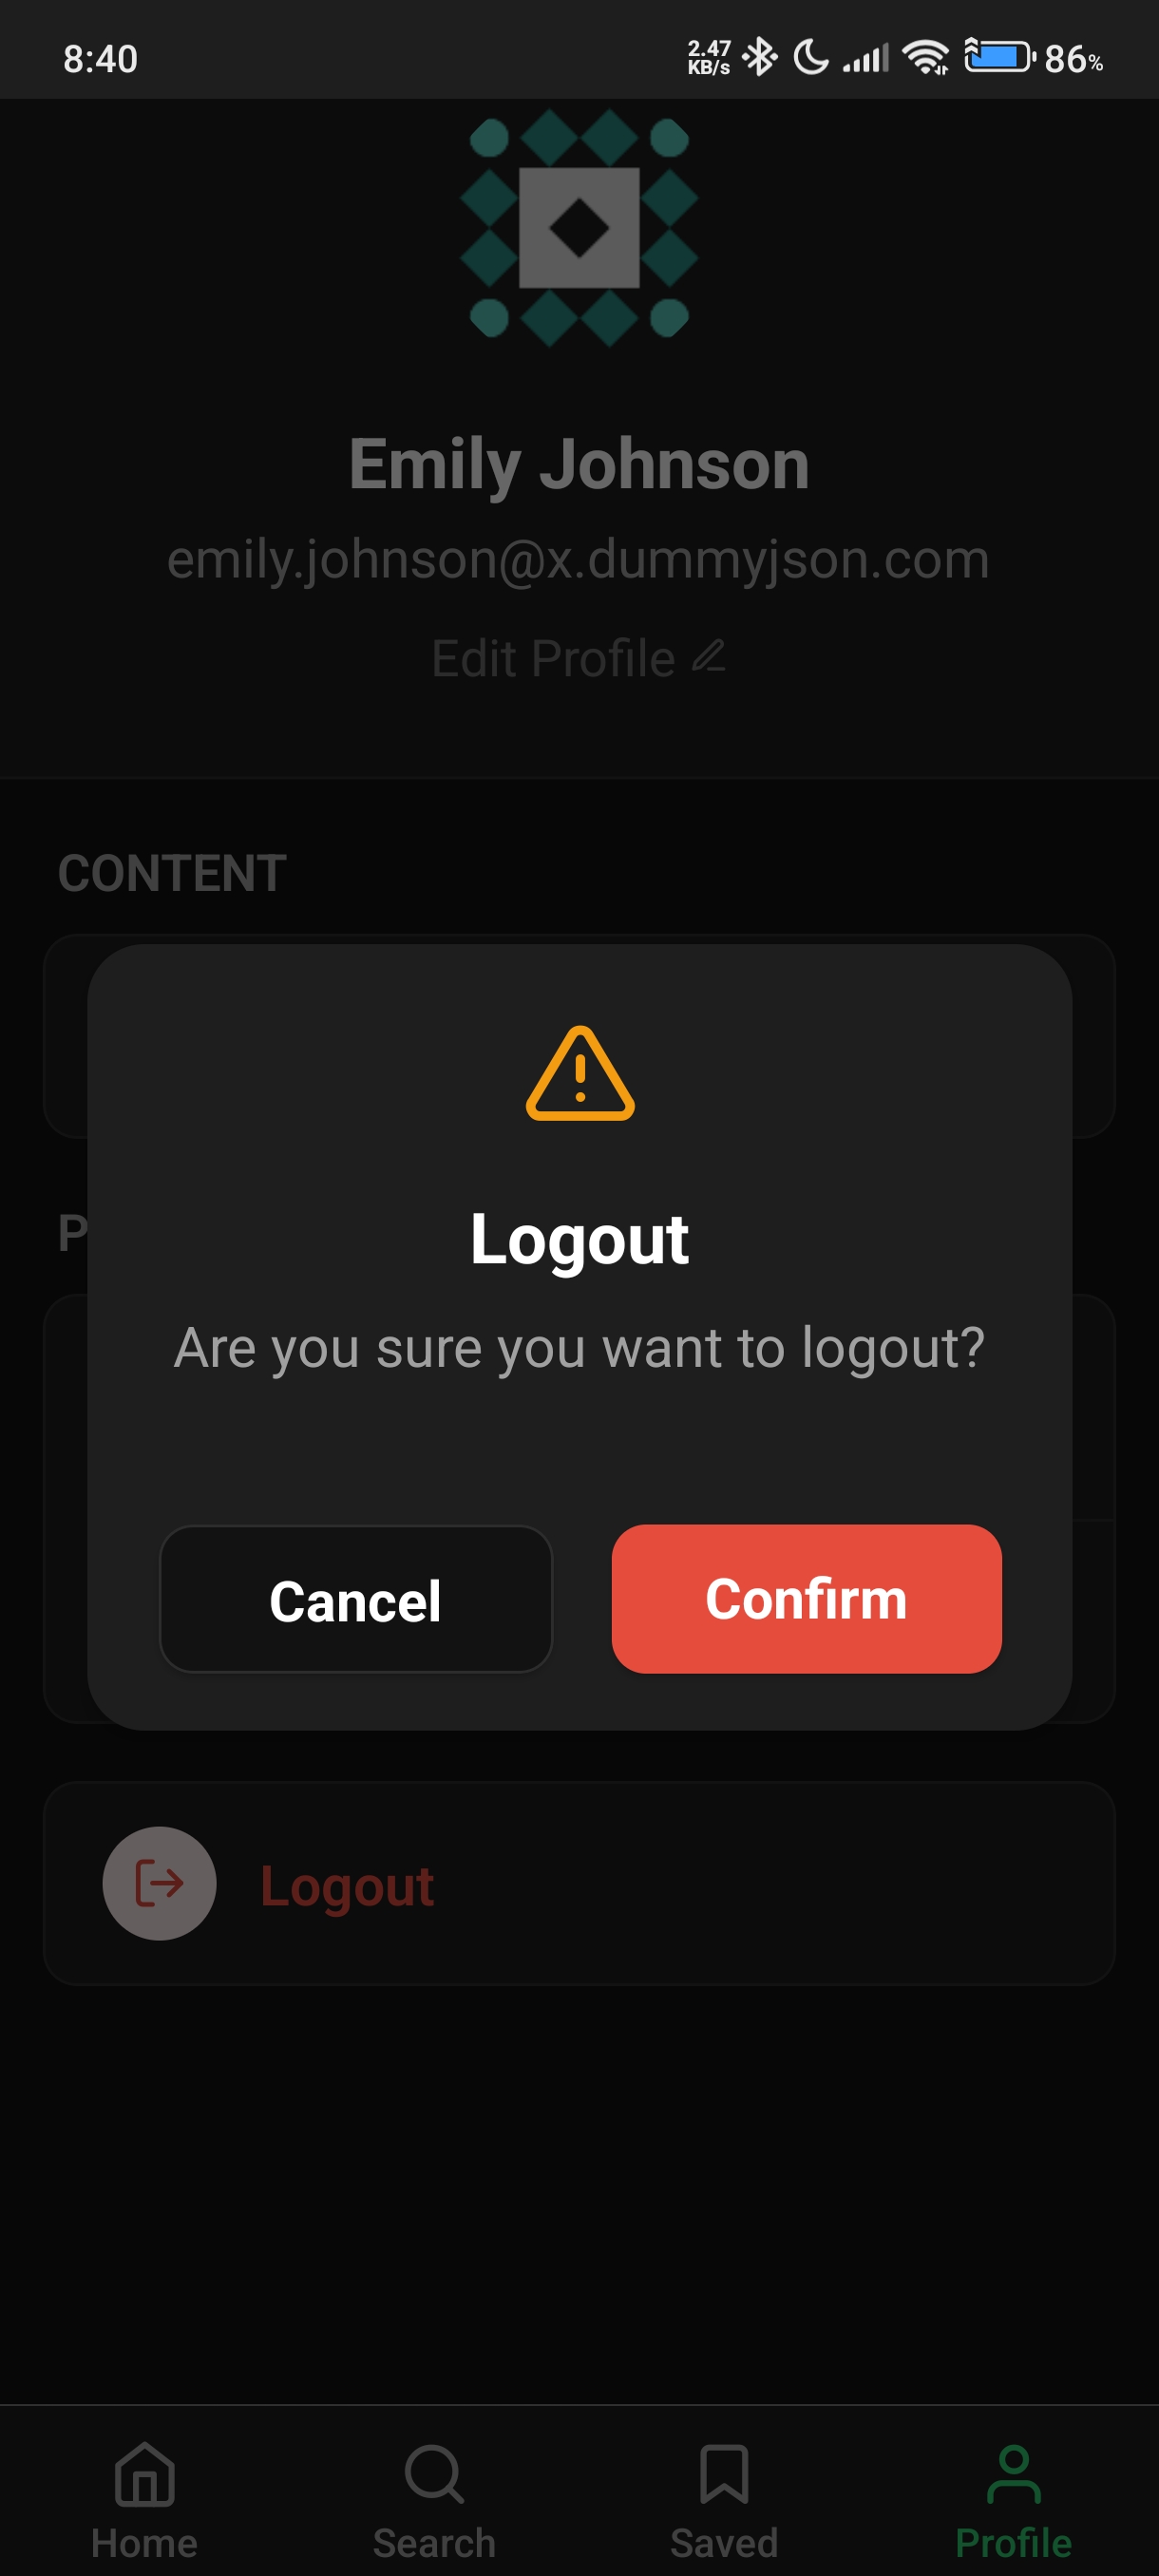 8:40
2.47
KB/s
86%
Emily Johnson
emily.johnson@x.dummyjson.com
Edit Profile
CONTENT
Logout
Are you sure you want to logout?
Cancel
Confirm
Logout
Home
Search
Saved
Profile